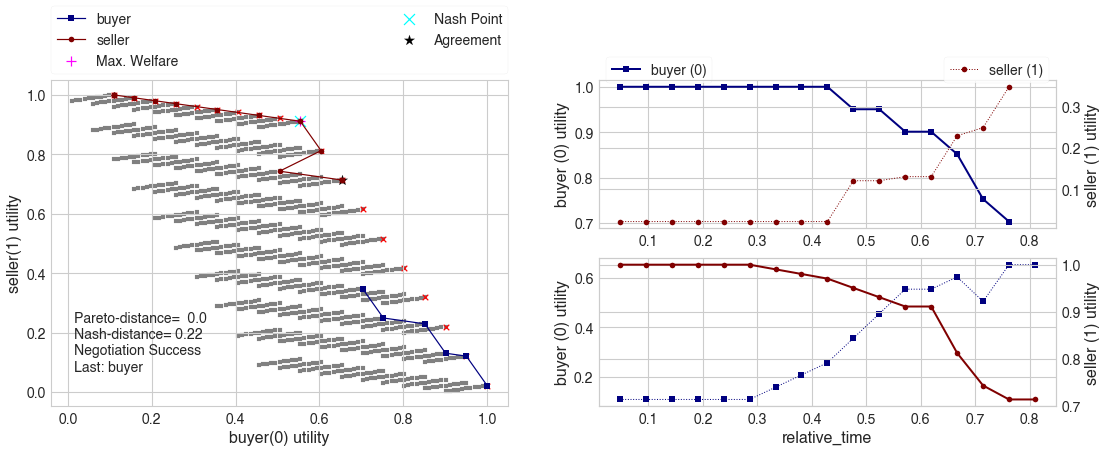 buyer
seller
Max. Welfare
Nash Point
Agreement
1.0
0.8
0.6
0.4
0.2
0.0
seller(1) utility
Pareto-distance= 0.0
Nash-distance= 0.22
Negotiation Success
Last: buyer
0.0 0.2 0.4 0.6 0.8 1.0
buyer(0) utility
buyer (0)
seller (1)
1.0
0.9
0.8
0.7
buyer (0) utility
0.3
0.2
0.1
seller (1) utility
0.1 0.2 0.3 0.4 0.5 0.6 0.7 0.8
0.6
0.4
0.2
buyer (0) utility
1.0
0.9
0.8
0.7
seller (1) utility
0.1 0.2 0.3 0.4 0.5 0.6 0.7 0.8
relative_time